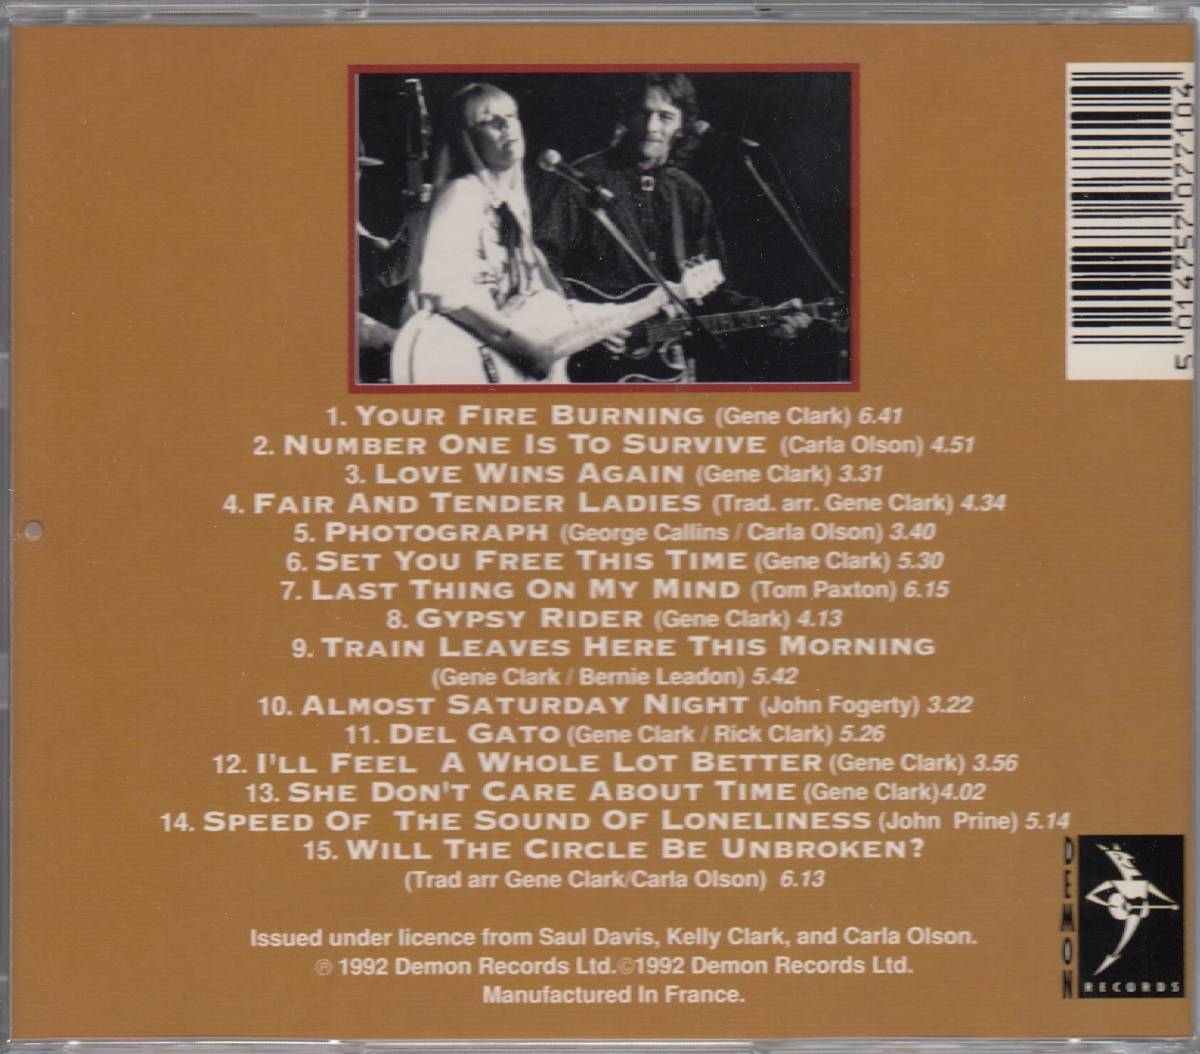 5 014757 077104
1. YOUR FIRE BURNING (Gene Clark) 6.41
2. NUMBER ONE IS TO SURVIVE (Carla Olson) 4.51
3. LOVE WINS AGAIN (Gene Clark) 3.31
4. FAIR AND TENDER LADIES (Trad. arr. Gene Clark) 4.34
5. PHOTOGRAPH (George Callins / Carla Olson) 3.40
6. SET YOU FREE THIS TIME (Gene Clark) 5.30
7. LAST THING ON MY MIND (Tom Paxton) 6.15
8. GYPSY RIDER (Gene Clark) 4.13
9. TRAIN LEAVES HERE THIS MORNING
(Gene Clark / Bernie Leadon) 5.42
10. ALMOST SATURDAY NIGHT (John Fogerty) 3.22
11. DEL GATO (Gene Clark / Rick Clark) 5.26
12. I'LL FEEL A WHOLE LOT BETTER (Gene Clark) 3.56
13. SHE DON'T CARE ABOUT TIME (Gene Clark)4.02
14. SPEED OF THE SOUND OF LONELINESS (John Prine) 5.14
15. WILL THE CIRCLE BE UNBROKEN?
(Trad arr Gene Clark/Carla Olson) 6.13
Issued under licence from Saul Davis, Kelly Clark, and Carla Olson.
℗ 1992 Demon Records Ltd.©1992 Demon Records Ltd.
Manufactured In France.
DEMON
RECORDS